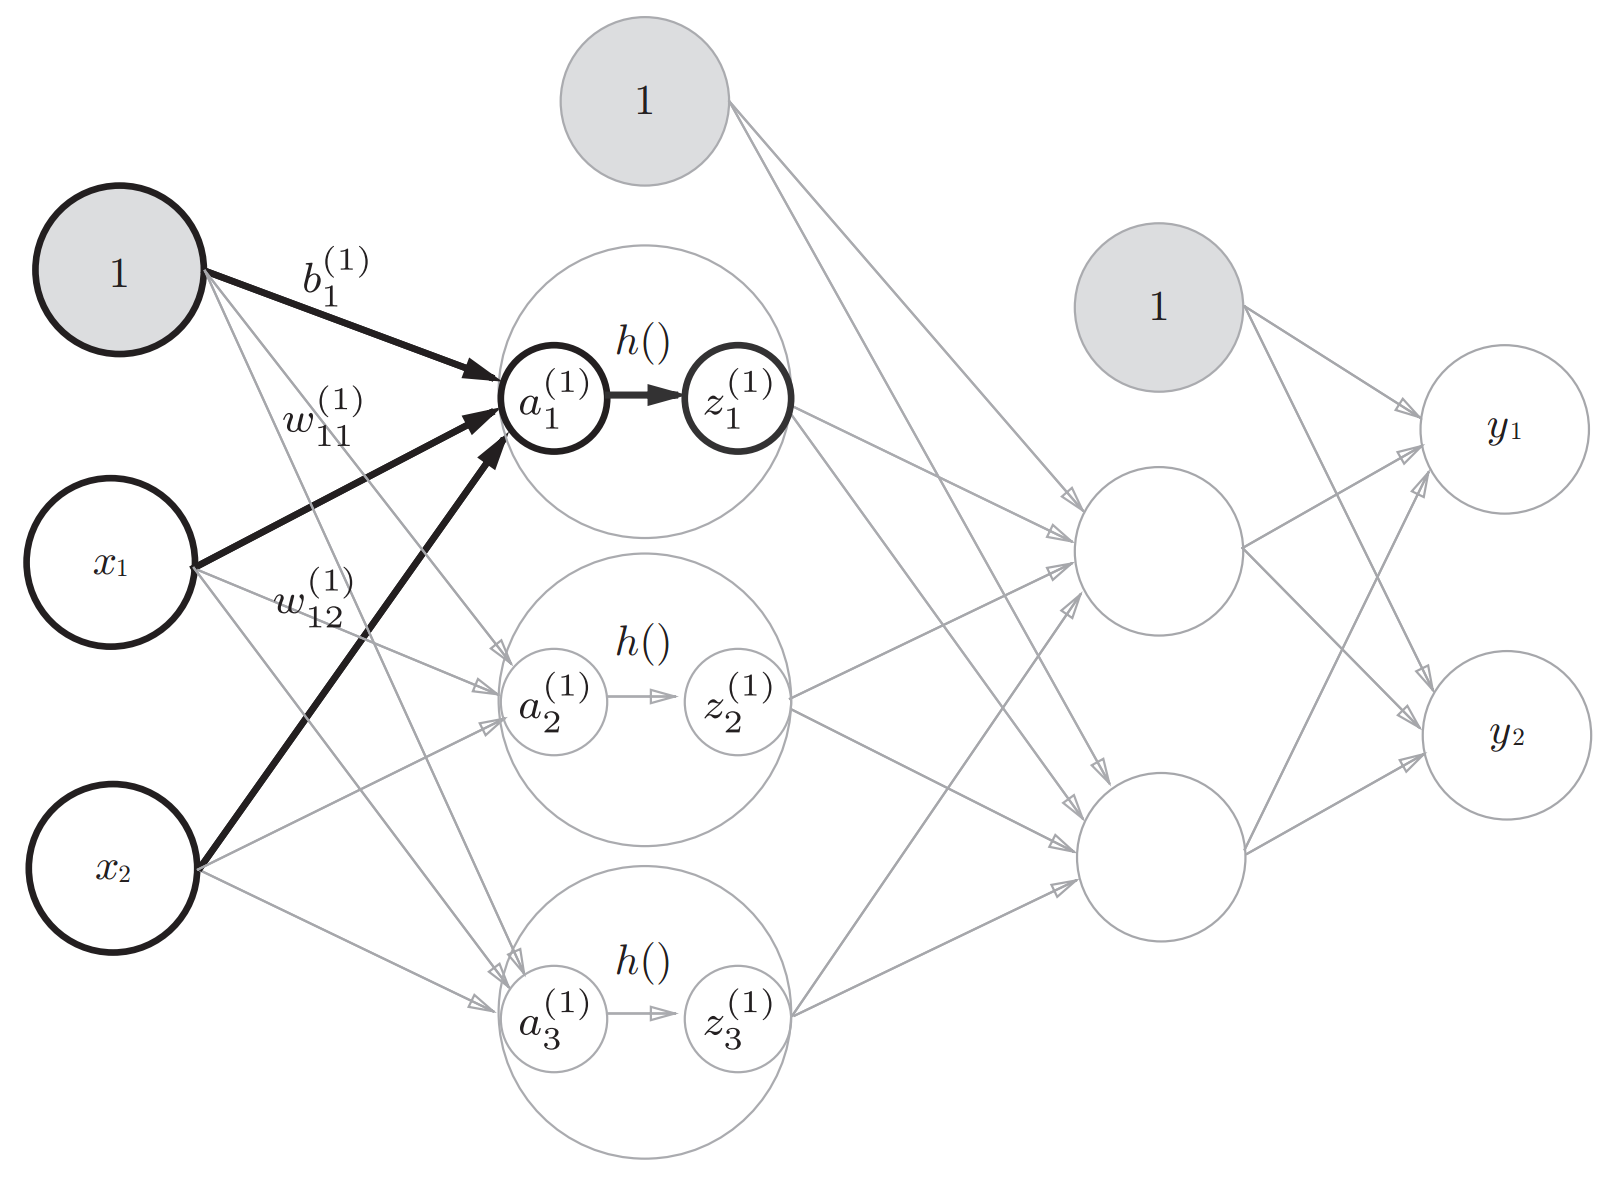 1
1
b_1^{(1)}
h()
1
a_1^{(1)}
z_1^{(1)}
w_{11}^{(1)}
y_1
x_1
w_{12}^{(1)}
h()
a_2^{(1)}
z_2^{(1)}
y_2
x_2
h()
a_3^{(1)}
z_3^{(1)}